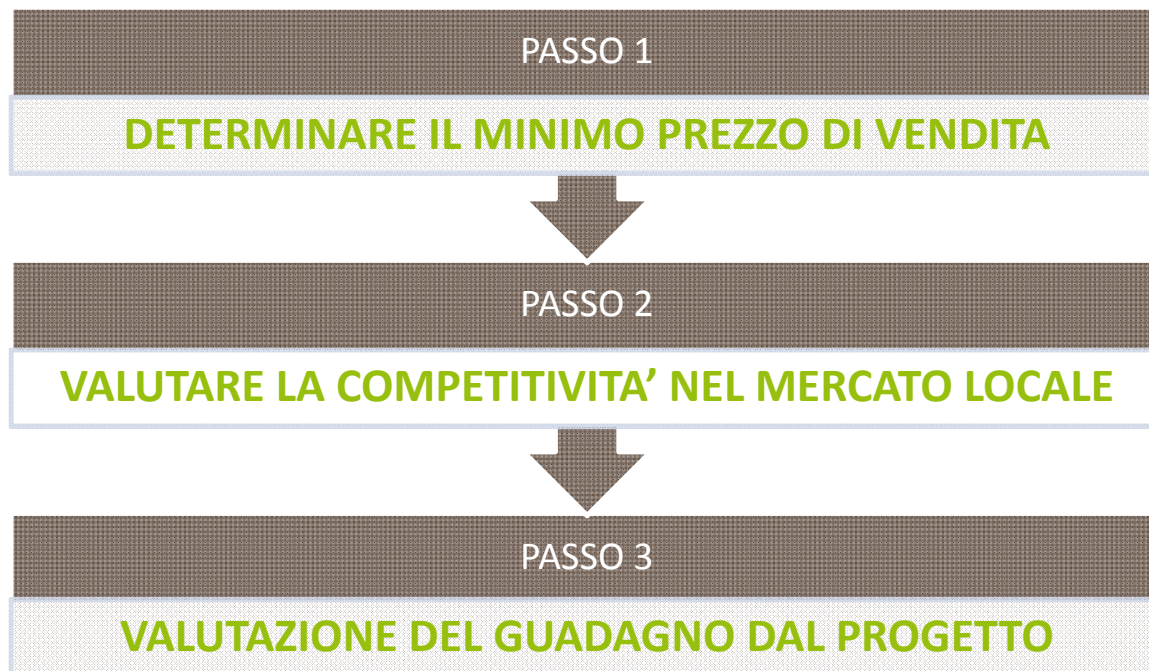 PASSO 1
DETERMINARE IL MINIMO PREZZO DI VENDITA
PASSO 2
VALUTARE LA COMPETITIVITA’ NEL MERCATO LOCALE
PASSO 3
VALUTAZIONE DEL GUADAGNO DAL PROGETTO